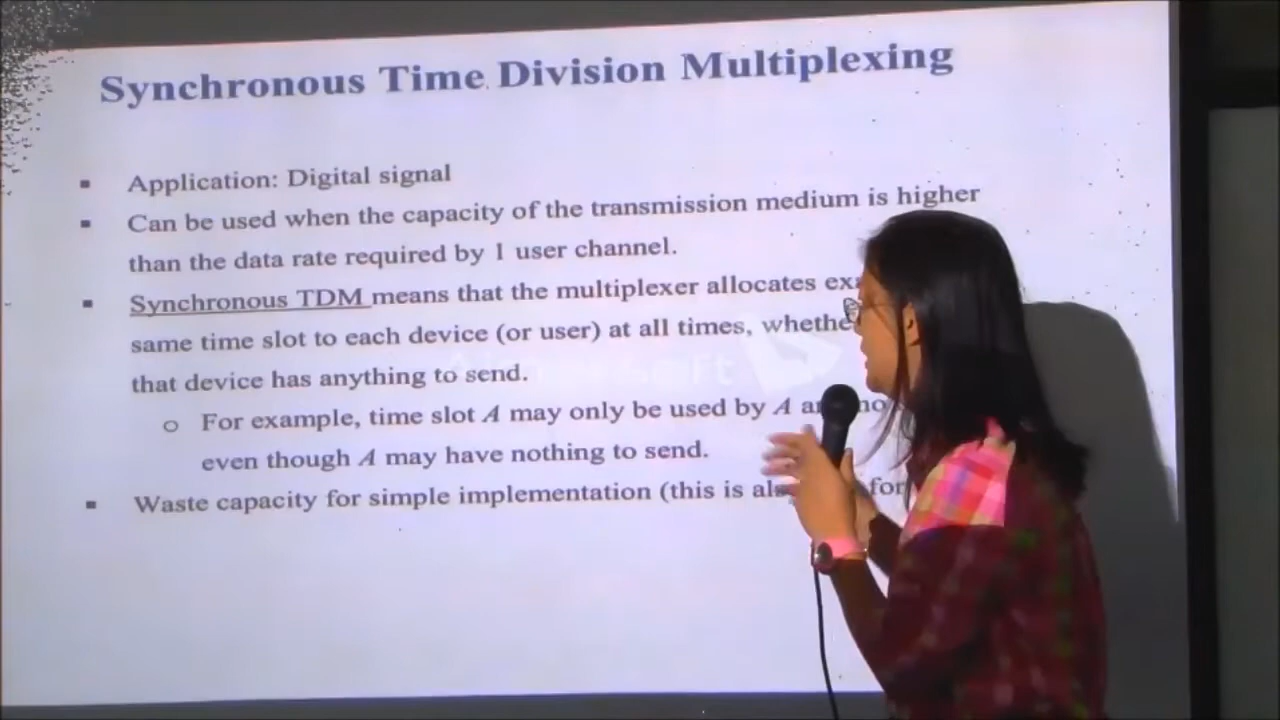 Synchronous Time Division Multiplexing
▪ Application: Digital signal
▪ Can be used when the capacity of the transmission medium is higher
than the data rate required by 1 user channel.
▪ Synchronous TDM means that the multiplexer allocates
same time slot to each device (or user) at all times,
that device has anything to send.
o For example, time slot A may only be used by A
even though A may have nothing to send.
▪ Waste capacity for simple implementation (this is for